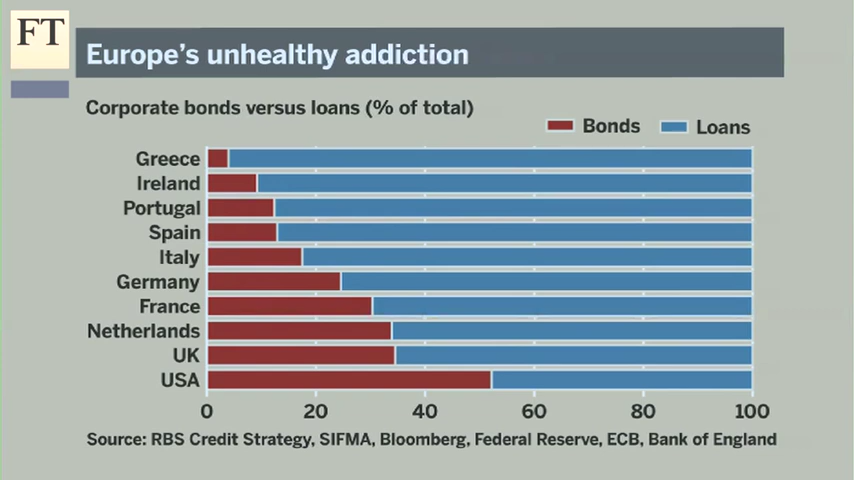 FT
Europe's unhealthy addiction
Corporate bonds versus loans (% of total)
Bonds Loans
Greece
Ireland
Portugal
Spain
Italy
Germany
France
Netherlands
UK
USA
0 20 40 60 80 100
Source: RBS Credit Strategy, SIFMA, Bloomberg, Federal Reserve, ECB, Bank of England